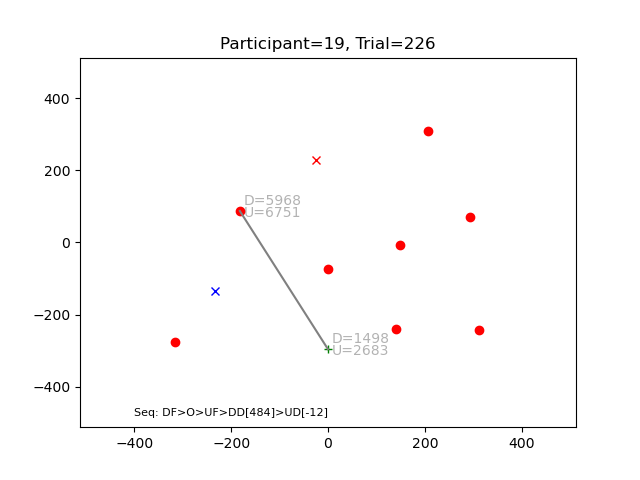 Participant=19, Trial=226
400
200
0
−200
−400
D=5968
U=6751
D=1498
U=2683
Seq: DF>O>UF>DD[484]>UD[-12]
−400 −200 0 200 400